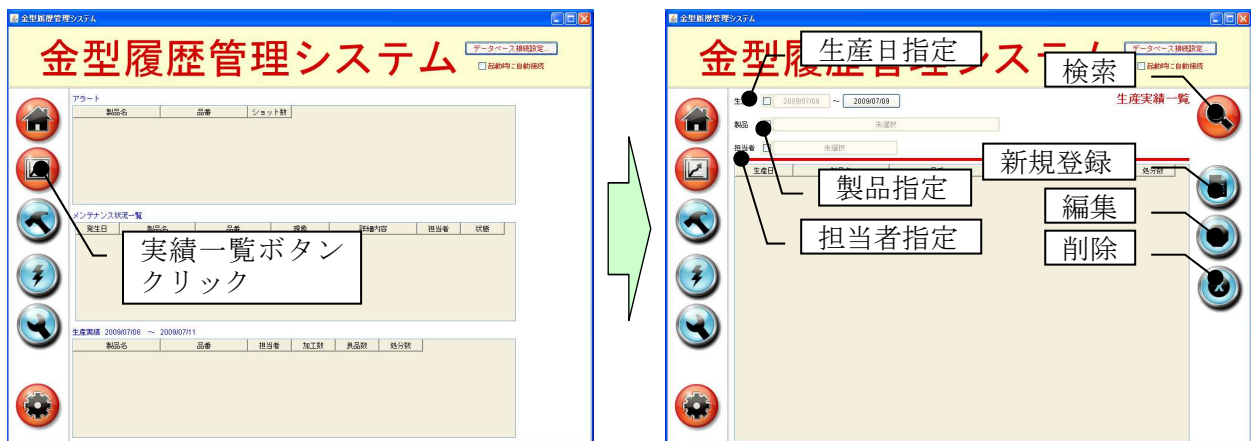 金型履歴管理システム
金型履歴管理システム
データベース接続設定...
起動時に自動接続
アラート
製品名 品番 ショット数
メンテナンス状況一覧
発生日 製品名 品番 現象 詳細内容 担当者 状態
実績一覧ボタン
クリック
生産実績 2009/07/06 ～ 2009/07/11
製品名 品番 担当者 加工数 良品数 処分数
金型履歴管理システム
金型履歴管理システム
データベース接続設定...
起動時に自動接続
生産日指定
検索
生産実績一覧
2009/07/09 ～ 2009/07/09
製品 未選択
担当者 未選択
生産日 処分数
新規登録
製品指定
編集
担当者指定
削除